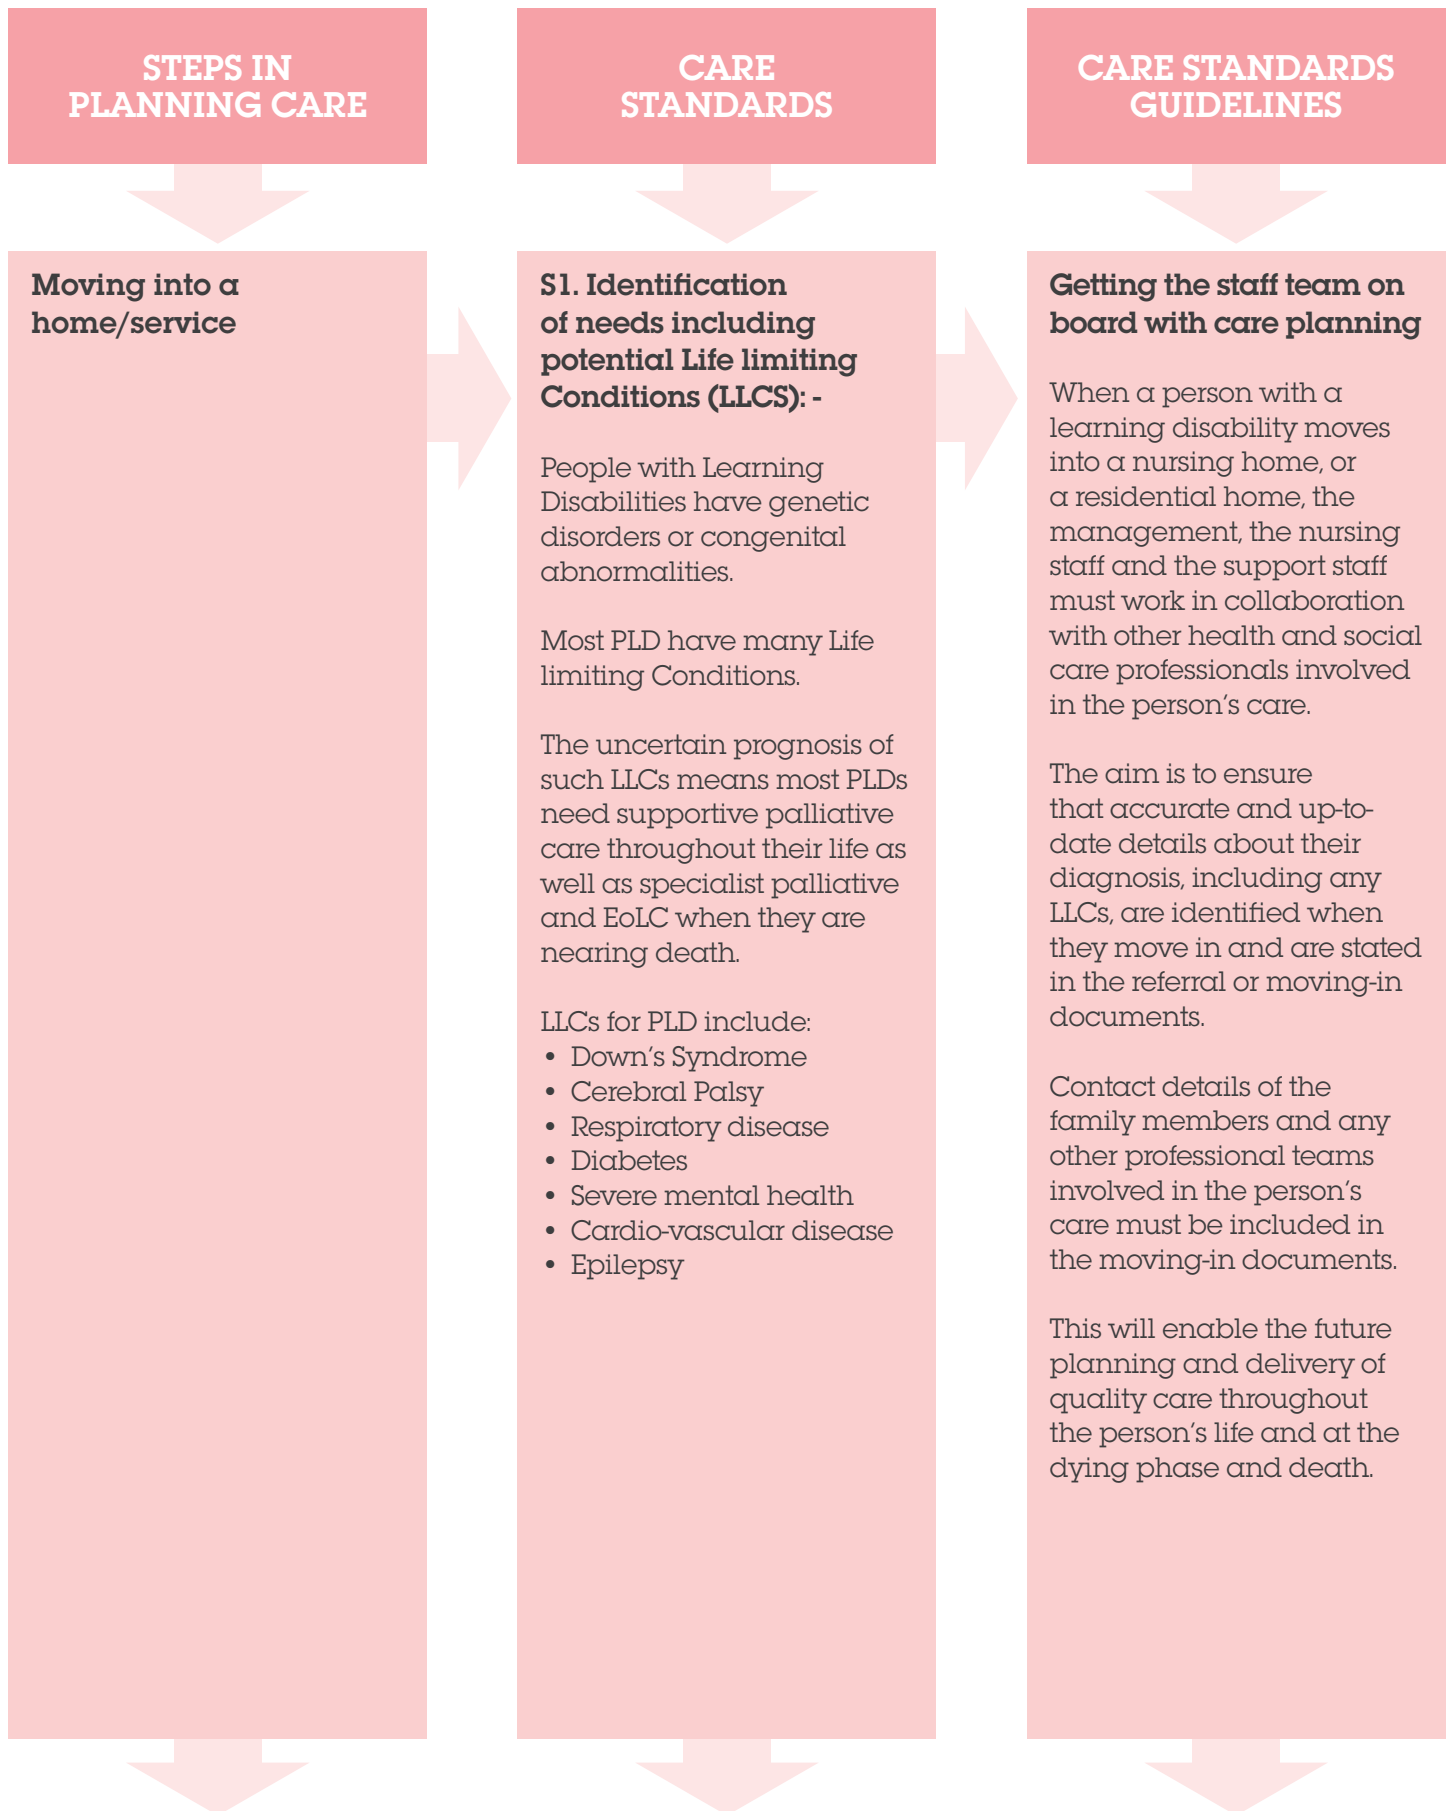 STEPS IN
PLANNING CARE
CARE
STANDARDS
CARE STANDARDS
GUIDELINES
Moving into a
home/service
S1. Identification
of needs including
potential Life limiting
Conditions (LLCS): -
People with Learning
Disabilities have genetic
disorders or congenital
abnormalities.
Most PLD have many Life
limiting Conditions.
The uncertain prognosis of
such LLCs means most PLDs
need supportive palliative
care throughout their life as
well as specialist palliative
and EoLC when they are
nearing death.
LLCs for PLD include:
• Down's Syndrome
• Cerebral Palsy
• Respiratory disease
• Diabetes
• Severe mental health
• Cardio-vascular disease
• Epilepsy
Getting the staff team on
board with care planning
When a person with a
learning disability moves
into a nursing home, or
a residential home, the
management, the nursing
staff and the support staff
must work in collaboration
with other health and social
care professionals involved
in the person's care.
The aim is to ensure
that accurate and up-to-
date details about their
diagnosis, including any
LLCs, are identified when
they move in and are stated
in the referral or moving-in
documents.
Contact details of the
family members and any
other professional teams
involved in the person's
care must be included in
the moving-in documents.
This will enable the future
planning and delivery of
quality care throughout
the person's life and at the
dying phase and death.